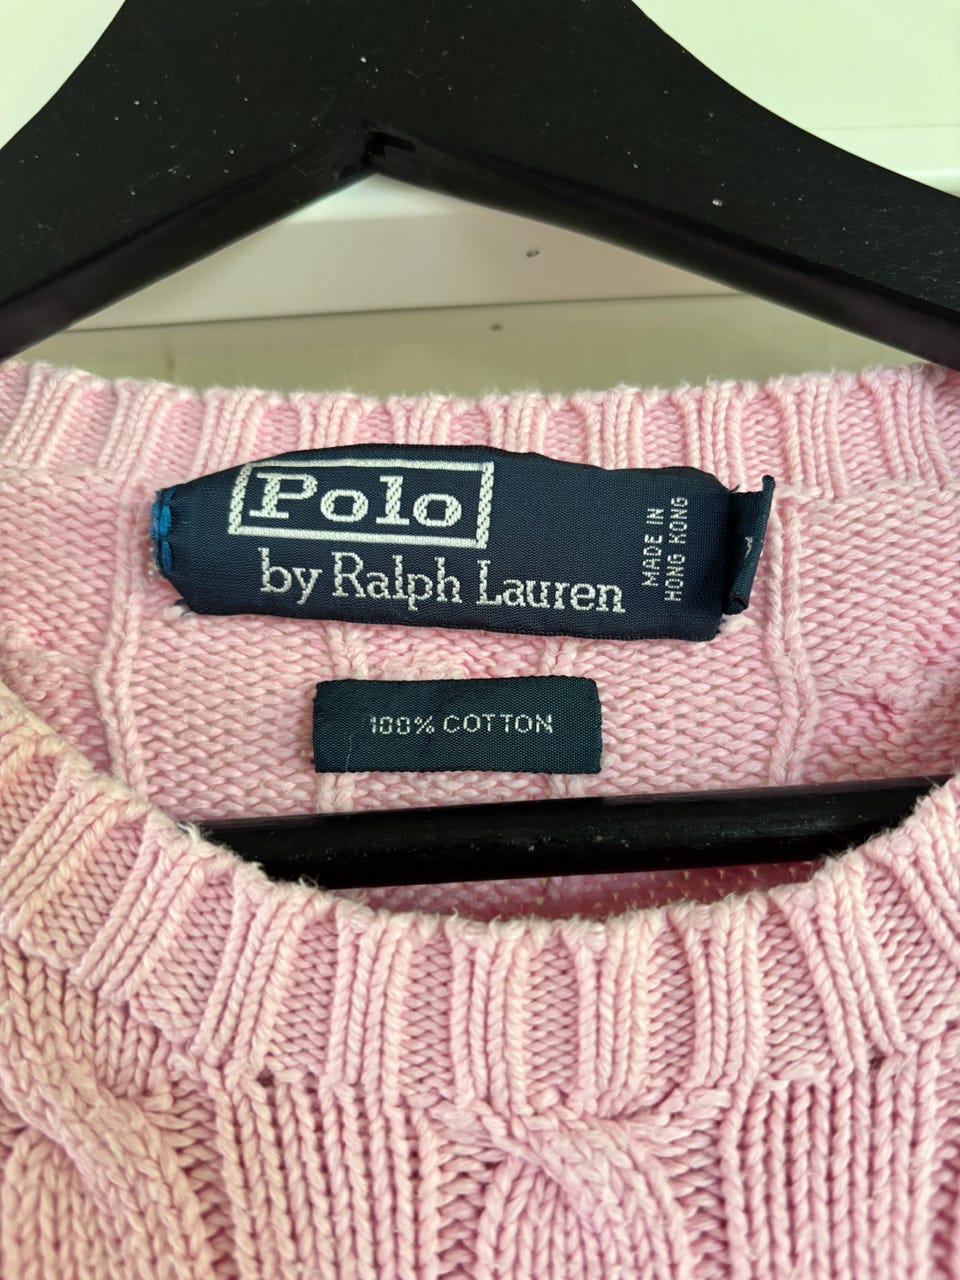 Polo
by Ralph Lauren
MADE IN
HONG KONG
100% COTTON